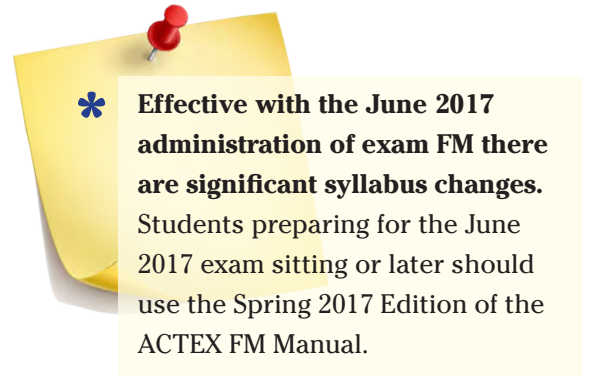 * Effective with the June 2017
administration of exam FM there
are significant syllabus changes.
Students preparing for the June
2017 exam sitting or later should
use the Spring 2017 Edition of the
ACTEX FM Manual.